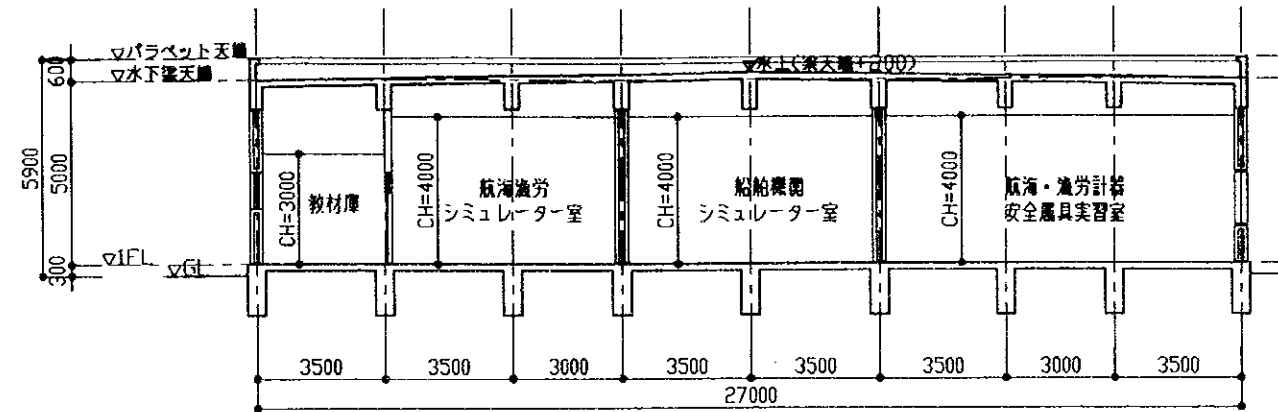 ▽パラペット天端
▽水下梁天端
▼水上(梁天端+200)
600
5000
5900
300
▽1FL
▽GL
CH=3000
教材庫
CH=4000
航海漁労
シミュレーター室
CH=4000
船舶機関
シミュレーター室
CH=4000
航海・漁労計器
安全属具実習室
3500
3500
3000
3500
3500
3500
3000
3500
27000